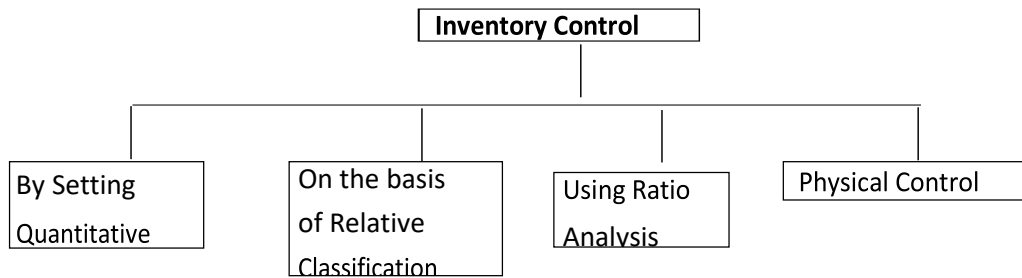 Inventory Control
By Setting
Quantitative
On the basis
of Relative
Classification
Using Ratio
Analysis
Physical Control